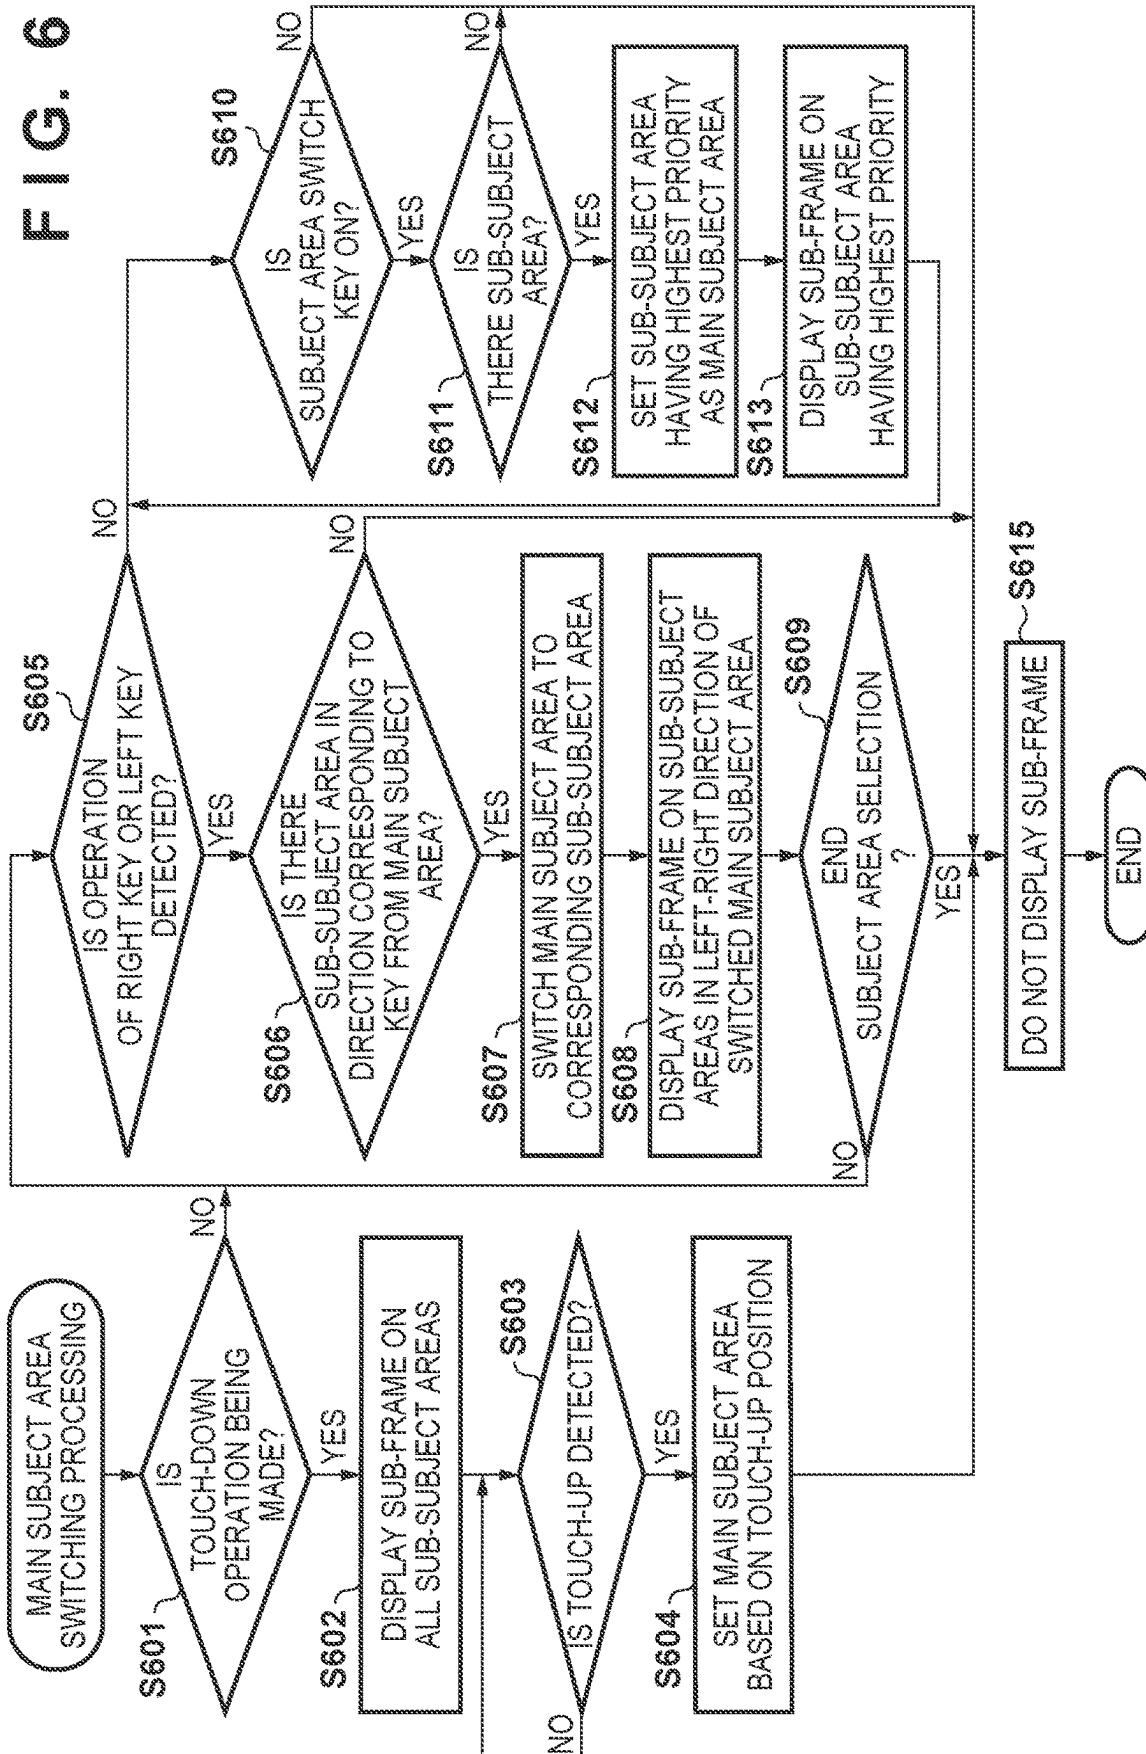 FIG. 6
MAIN SUBJECT AREA
SWITCHING PROCESSING
S601
IS
TOUCH-DOWN
OPERATION BEING
MADE?
NO
YES
S602
DISPLAY SUB-FRAME ON
ALL SUB-SUBJECT AREAS
S603
IS TOUCH-UP DETECTED?
NO
YES
S604
SET MAIN SUBJECT AREA
BASED ON TOUCH-UP POSITION
S605
IS OPERATION
OF RIGHT KEY OR LEFT KEY
DETECTED?
NO
YES
S606
IS THERE
SUB-SUBJECT AREA IN
DIRECTION CORRESPONDING TO
KEY FROM MAIN SUBJECT
AREA?
NO
YES
S607
SWITCH MAIN SUBJECT AREA TO
CORRESPONDING SUB-SUBJECT AREA
S608
DISPLAY SUB-FRAME ON SUB-SUBJECT
AREAS IN LEFT-RIGHT DIRECTION OF
SWITCHED MAIN SUBJECT AREA
S609
END
SUBJECT AREA SELECTION
?
NO
YES
S610
IS
SUBJECT AREA SWITCH
KEY ON?
NO
YES
S611
IS
THERE SUB-SUBJECT
AREA?
NO
YES
S612
SET SUB-SUBJECT AREA
HAVING HIGHEST PRIORITY
AS MAIN SUBJECT AREA
S613
DISPLAY SUB-FRAME ON
SUB-SUBJECT AREA
HAVING HIGHEST PRIORITY
S615
DO NOT DISPLAY SUB-FRAME
END